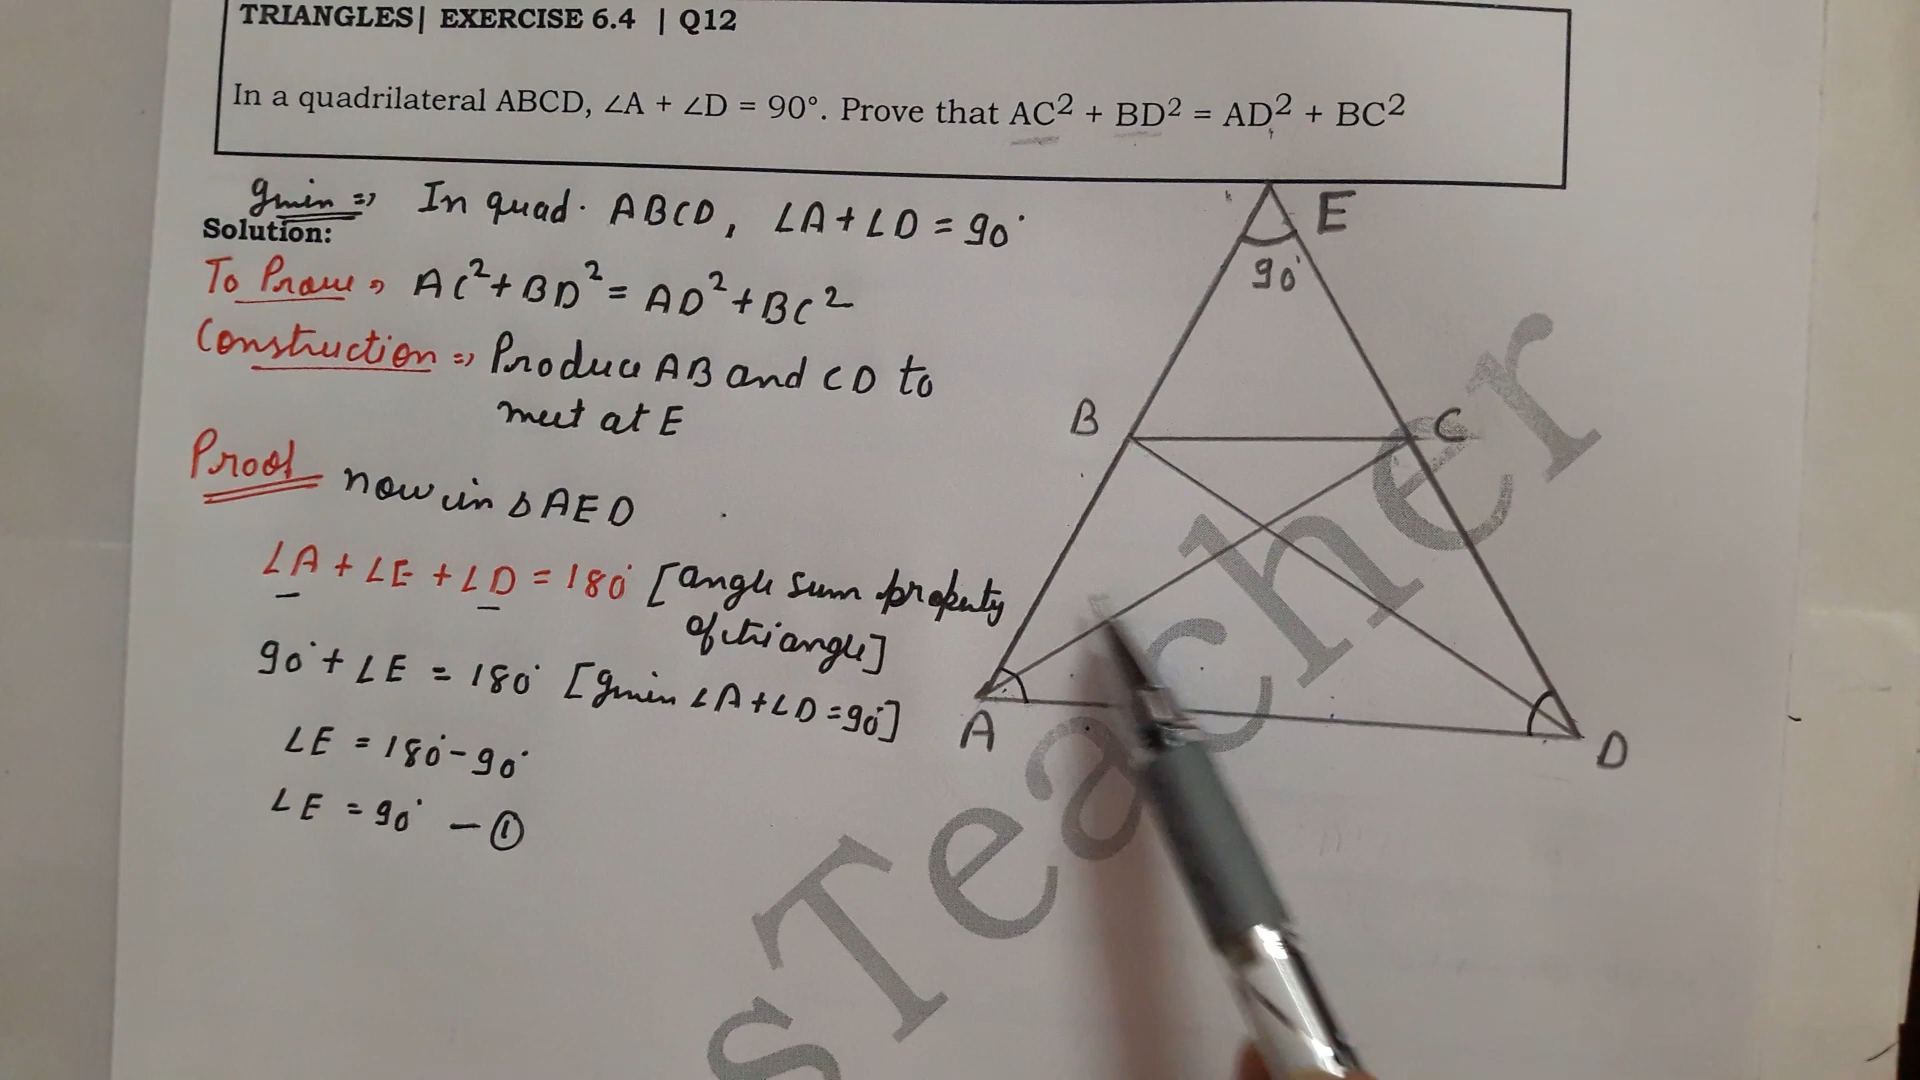 TRIANGLES| EXERCISE 6.4 | Q12
In a quadrilateral ABCD, ∠A + ∠D = 90°. Prove that AC² + BD² = AD² + BC²
Given ⇒ In quad. ABCD, ∠A + ∠D = 90°
Solution:
To Prove ⇒ AC² + BD² = AD² + BC²
Construction ⇒ Produce AB and CD to
meet at E
Proof now in ∆AED
∠A + ∠E + ∠D = 180° [angle sum property
of triangle]
90° + ∠E = 180° [given ∠A + ∠D = 90°]
∠E = 180° - 90°
∠E = 90° — ①
E
90°
B
C
A
D
sTeacher